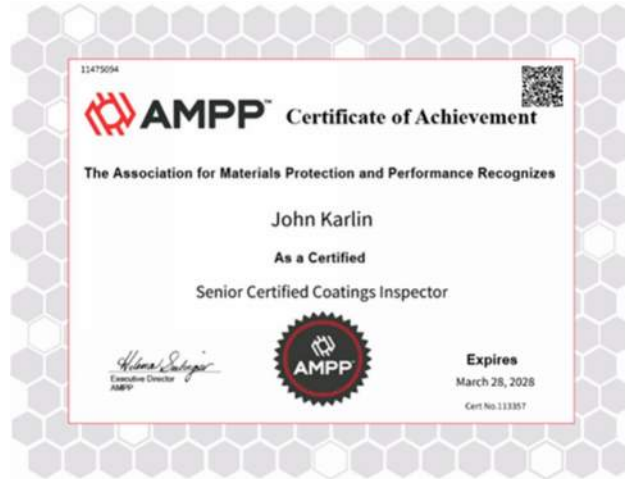 11475094
AMPP™ Certificate of Achievement
The Association for Materials Protection and Performance Recognizes
John Karlin
As a Certified
Senior Certified Coatings Inspector
AMPP
Executive Director
AMPP
Expires
March 28, 2028
Cert No.113357